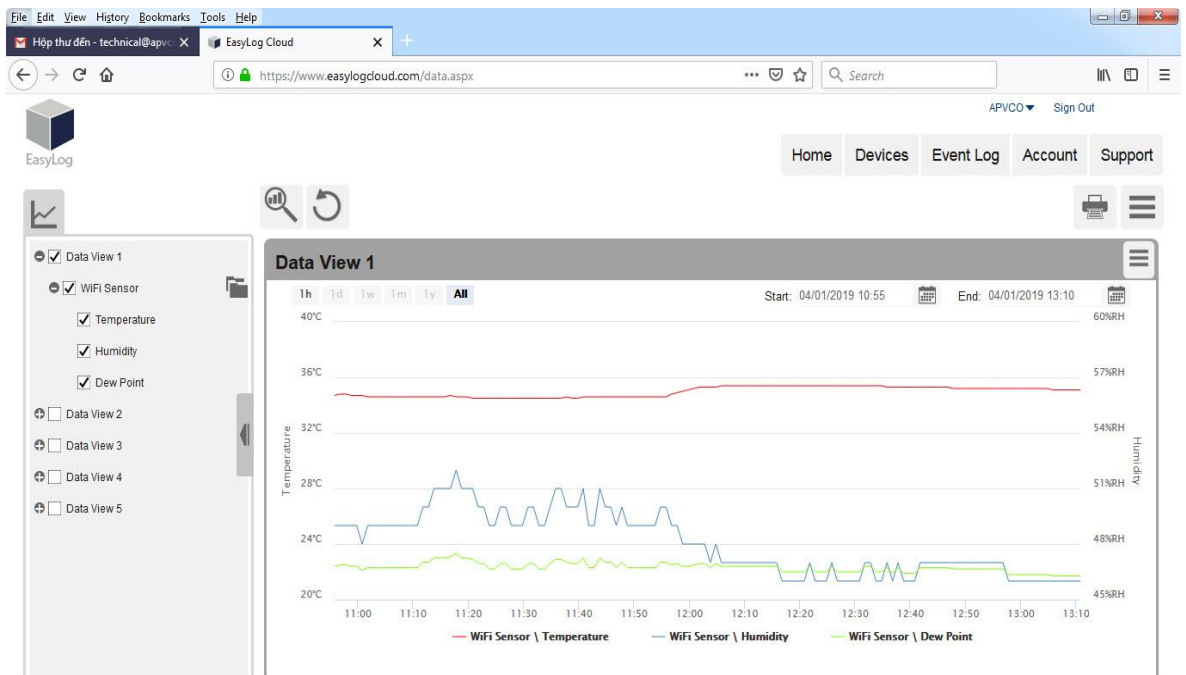 File Edit View History Bookmarks Tools Help
Hộp thư đến - technical@apvc
EasyLog Cloud
https://www.easylogcloud.com/data.aspx
Search
APVCO Sign Out
EasyLog
Home Devices Event Log Account Support
Data View 1
WiFi Sensor
Temperature
Humidity
Dew Point
Data View 2
Data View 3
Data View 4
Data View 5
Data View 1
1h 1d 1w 1m 1y All
Start: 04/01/2019 10:55 End: 04/01/2019 13:10
40°C
36°C
32°C
28°C
24°C
20°C
Temperature
60%RH
57%RH
54%RH
51%RH
48%RH
45%RH
Humidity
11:00 11:10 11:20 11:30 11:40 11:50 12:00 12:10 12:20 12:30 12:40 12:50 13:00 13:10
WiFi Sensor \ Temperature WiFi Sensor \ Humidity WiFi Sensor \ Dew Point